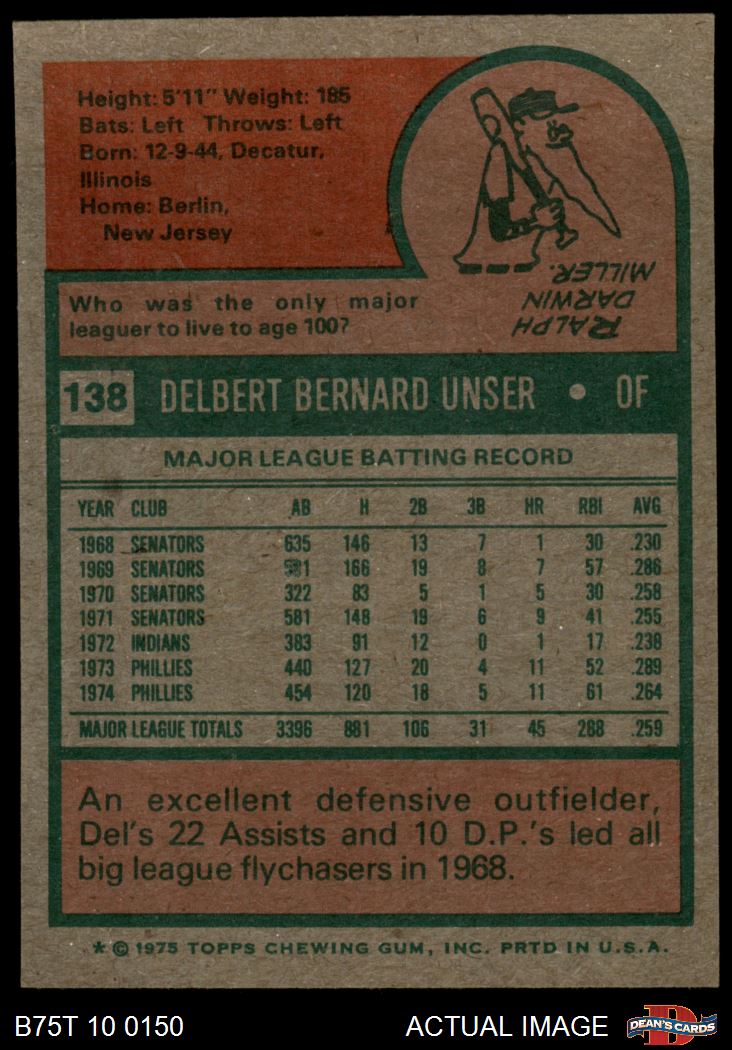 Height: 5'11" Weight: 185
Bats: Left Throws: Left
Born: 12-9-44, Decatur,
Illinois
Home: Berlin,
New Jersey
Who was the only major
leaguer to live to age 100?
RALPH
DARWIN
MILLER.
138 DELBERT BERNARD UNSER • OF
MAJOR LEAGUE BATTING RECORD
YEAR CLUB AB H 2B 3B HR RBI AVG
1968 SENATORS 635 146 13 7 1 30 .230
1969 SENATORS 581 166 19 8 7 57 .286
1970 SENATORS 322 83 5 1 5 30 .258
1971 SENATORS 581 148 19 6 9 41 .255
1972 INDIANS 383 91 12 0 1 17 .238
1973 PHILLIES 440 127 20 4 11 52 .289
1974 PHILLIES 454 120 18 5 11 61 .264
MAJOR LEAGUE TOTALS 3396 881 106 31 45 288 .259
An excellent defensive outfielder,
Del's 22 Assists and 10 D.P.'s led all
big league flychasers in 1968.
* © 1975 TOPPS CHEWING GUM, INC. PRTD IN U.S.A.
B75T 10 0150 ACTUAL IMAGE
D
DEAN'S CARDS